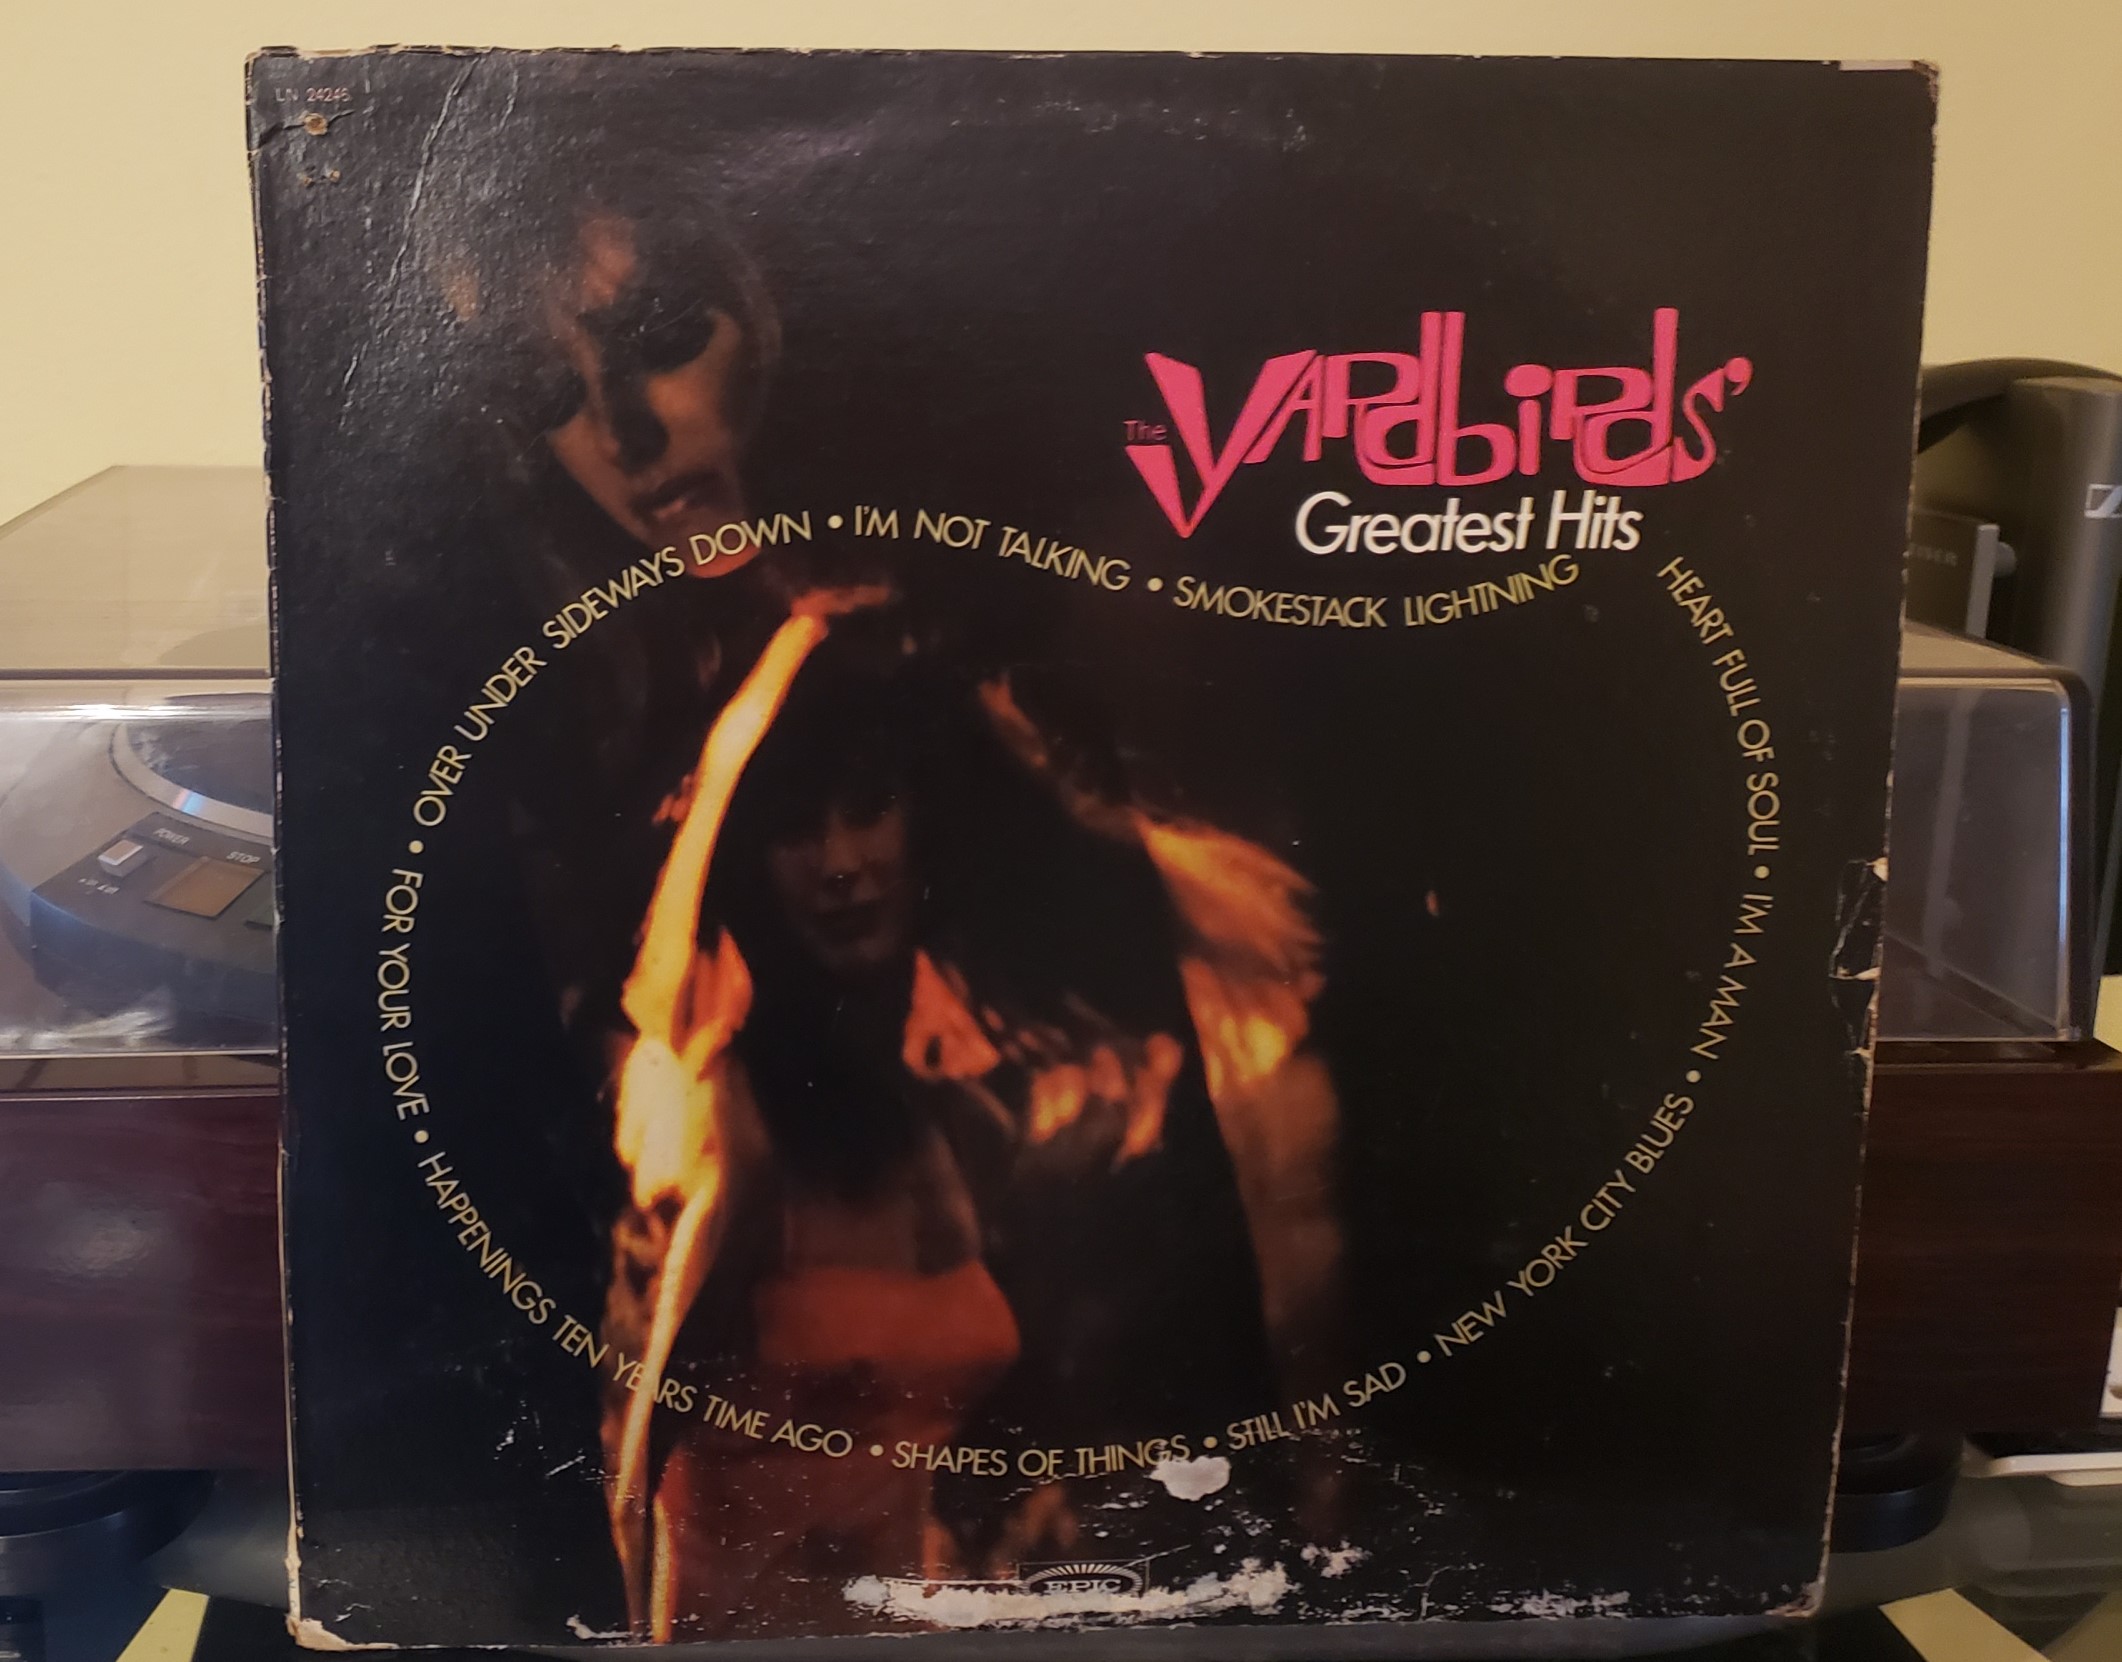 LN 24246
The Yardbirds'
Greatest Hits
HEART FULL OF SOUL • I'M A MAN • NEW YORK CITY BLUES • STILL I'M SAD • SHAPES OF THINGS • HAPPENINGS TEN YEARS TIME AGO • FOR YOUR LOVE • OVER UNDER SIDEWAYS DOWN • I'M NOT TALKING • SMOKESTACK LIGHTNING
EPIC
POWER
STOP